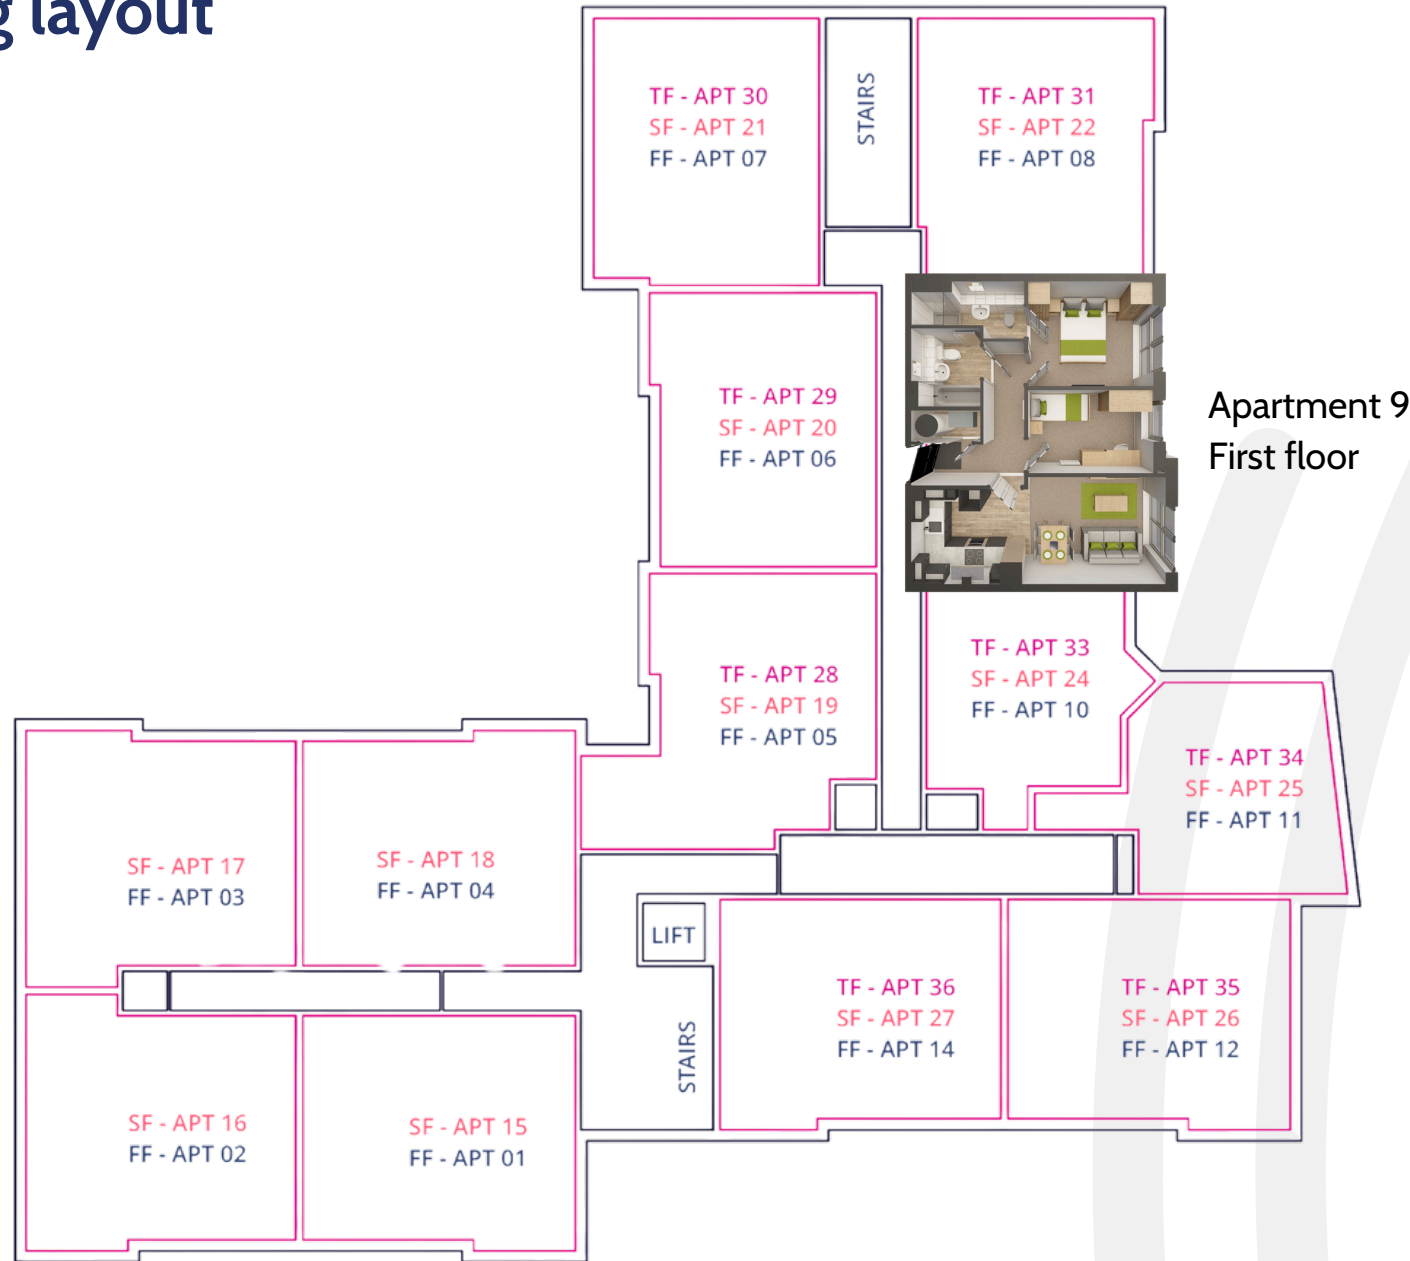 g layout
TF - APT 30
SF - APT 21
FF - APT 07
STAIRS
TF - APT 31
SF - APT 22
FF - APT 08
TF - APT 29
SF - APT 20
FF - APT 06
Apartment 9
First floor
TF - APT 28
SF - APT 19
FF - APT 05
TF - APT 33
SF - APT 24
FF - APT 10
TF - APT 34
SF - APT 25
FF - APT 11
SF - APT 17
FF - APT 03
SF - APT 18
FF - APT 04
LIFT
TF - APT 36
SF - APT 27
FF - APT 14
TF - APT 35
SF - APT 26
FF - APT 12
STAIRS
SF - APT 16
FF - APT 02
SF - APT 15
FF - APT 01